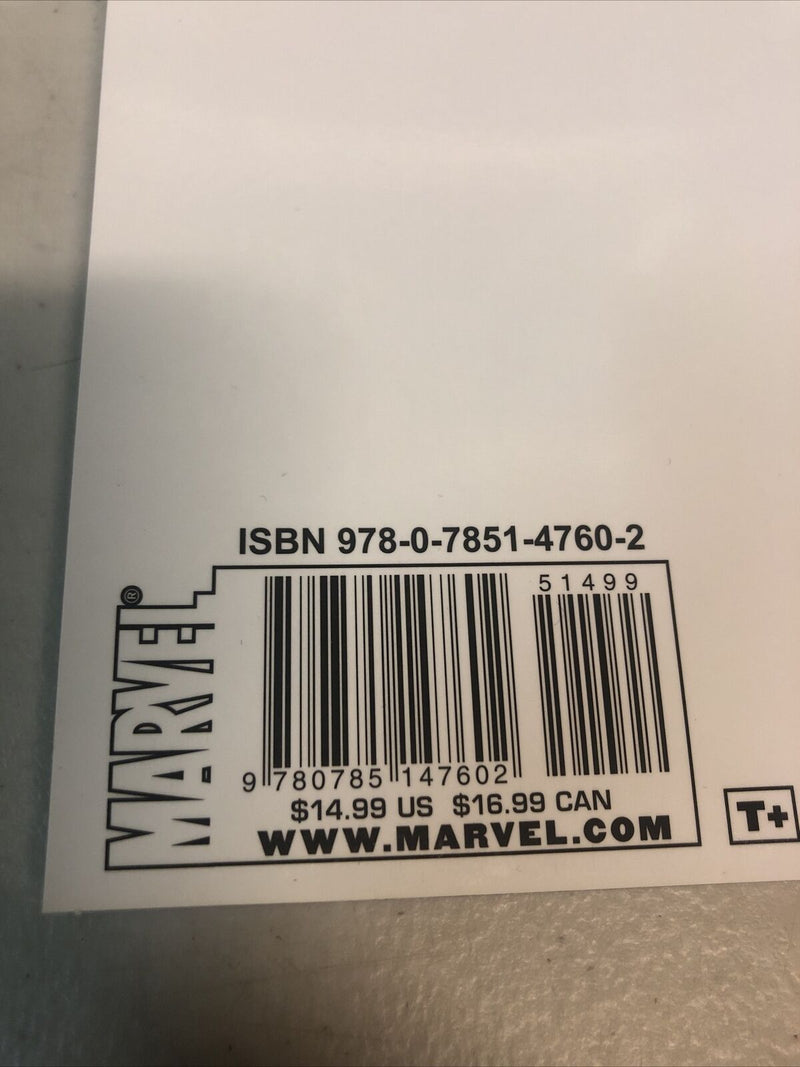 ISBN 978-0-7851-4760-2
MARVEL®
51499
9 780785 147602
$14.99 US $16.99 CAN
WWW.MARVEL.COM
T+